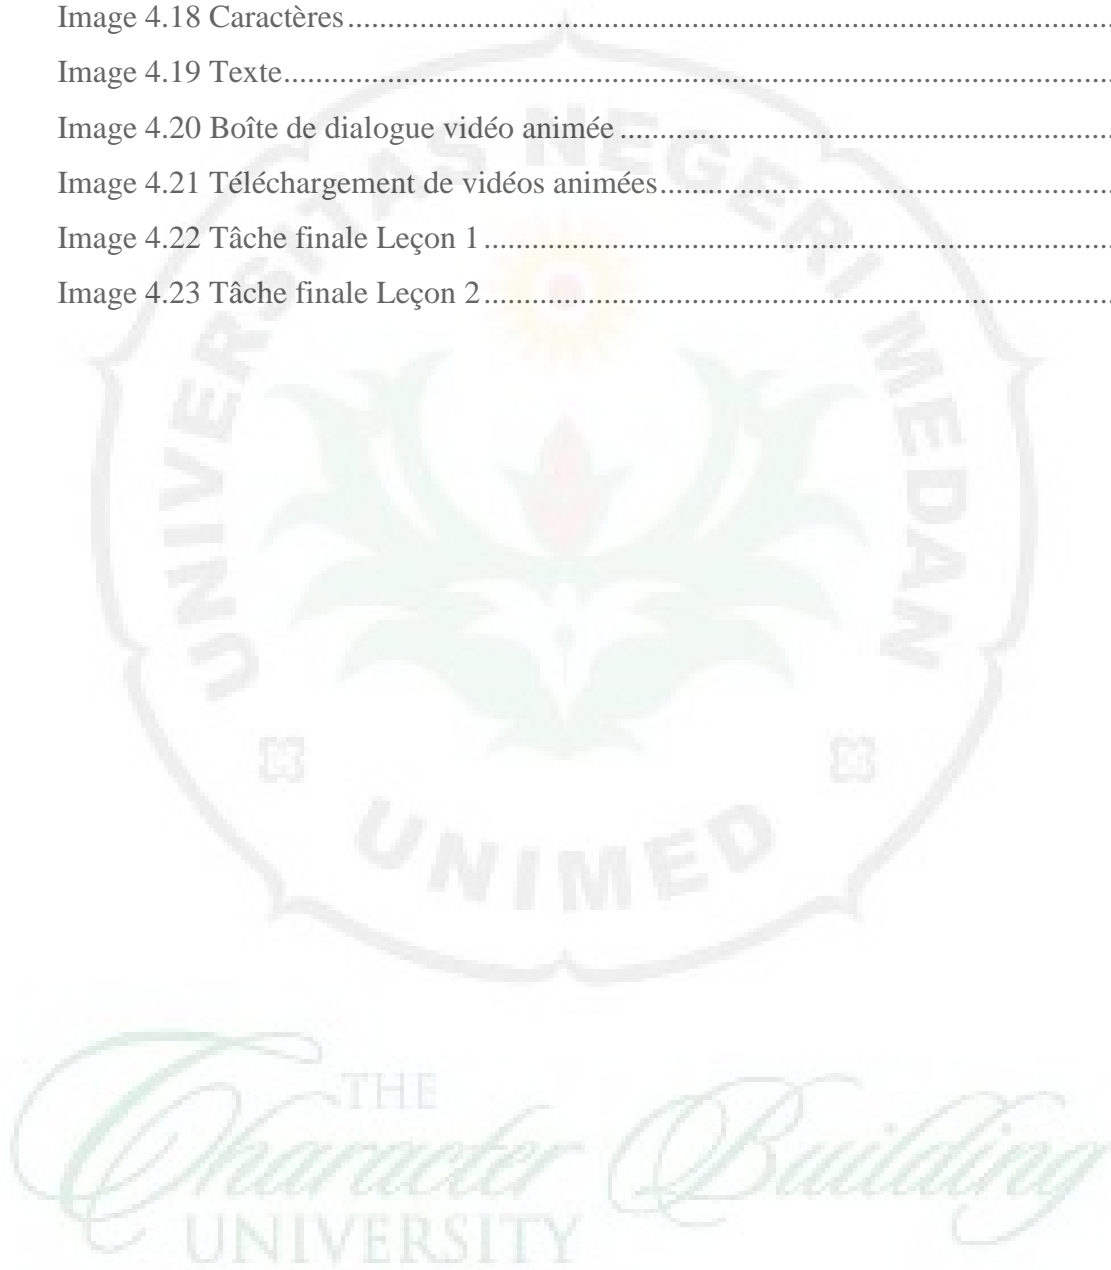 Image 4.18 Caractères................................................................................................
Image 4.19 Texte........................................................................................................
Image 4.20 Boîte de dialogue vidéo animée.............................................................
Image 4.21 Téléchargement de vidéos animées........................................................
Image 4.22 Tâche finale Leçon 1..............................................................................
Image 4.23 Tâche finale Leçon 2..............................................................................
UNIVERSITAS NEGERI MEDAN
UNIMED
THE
Character Building
UNIVERSITY